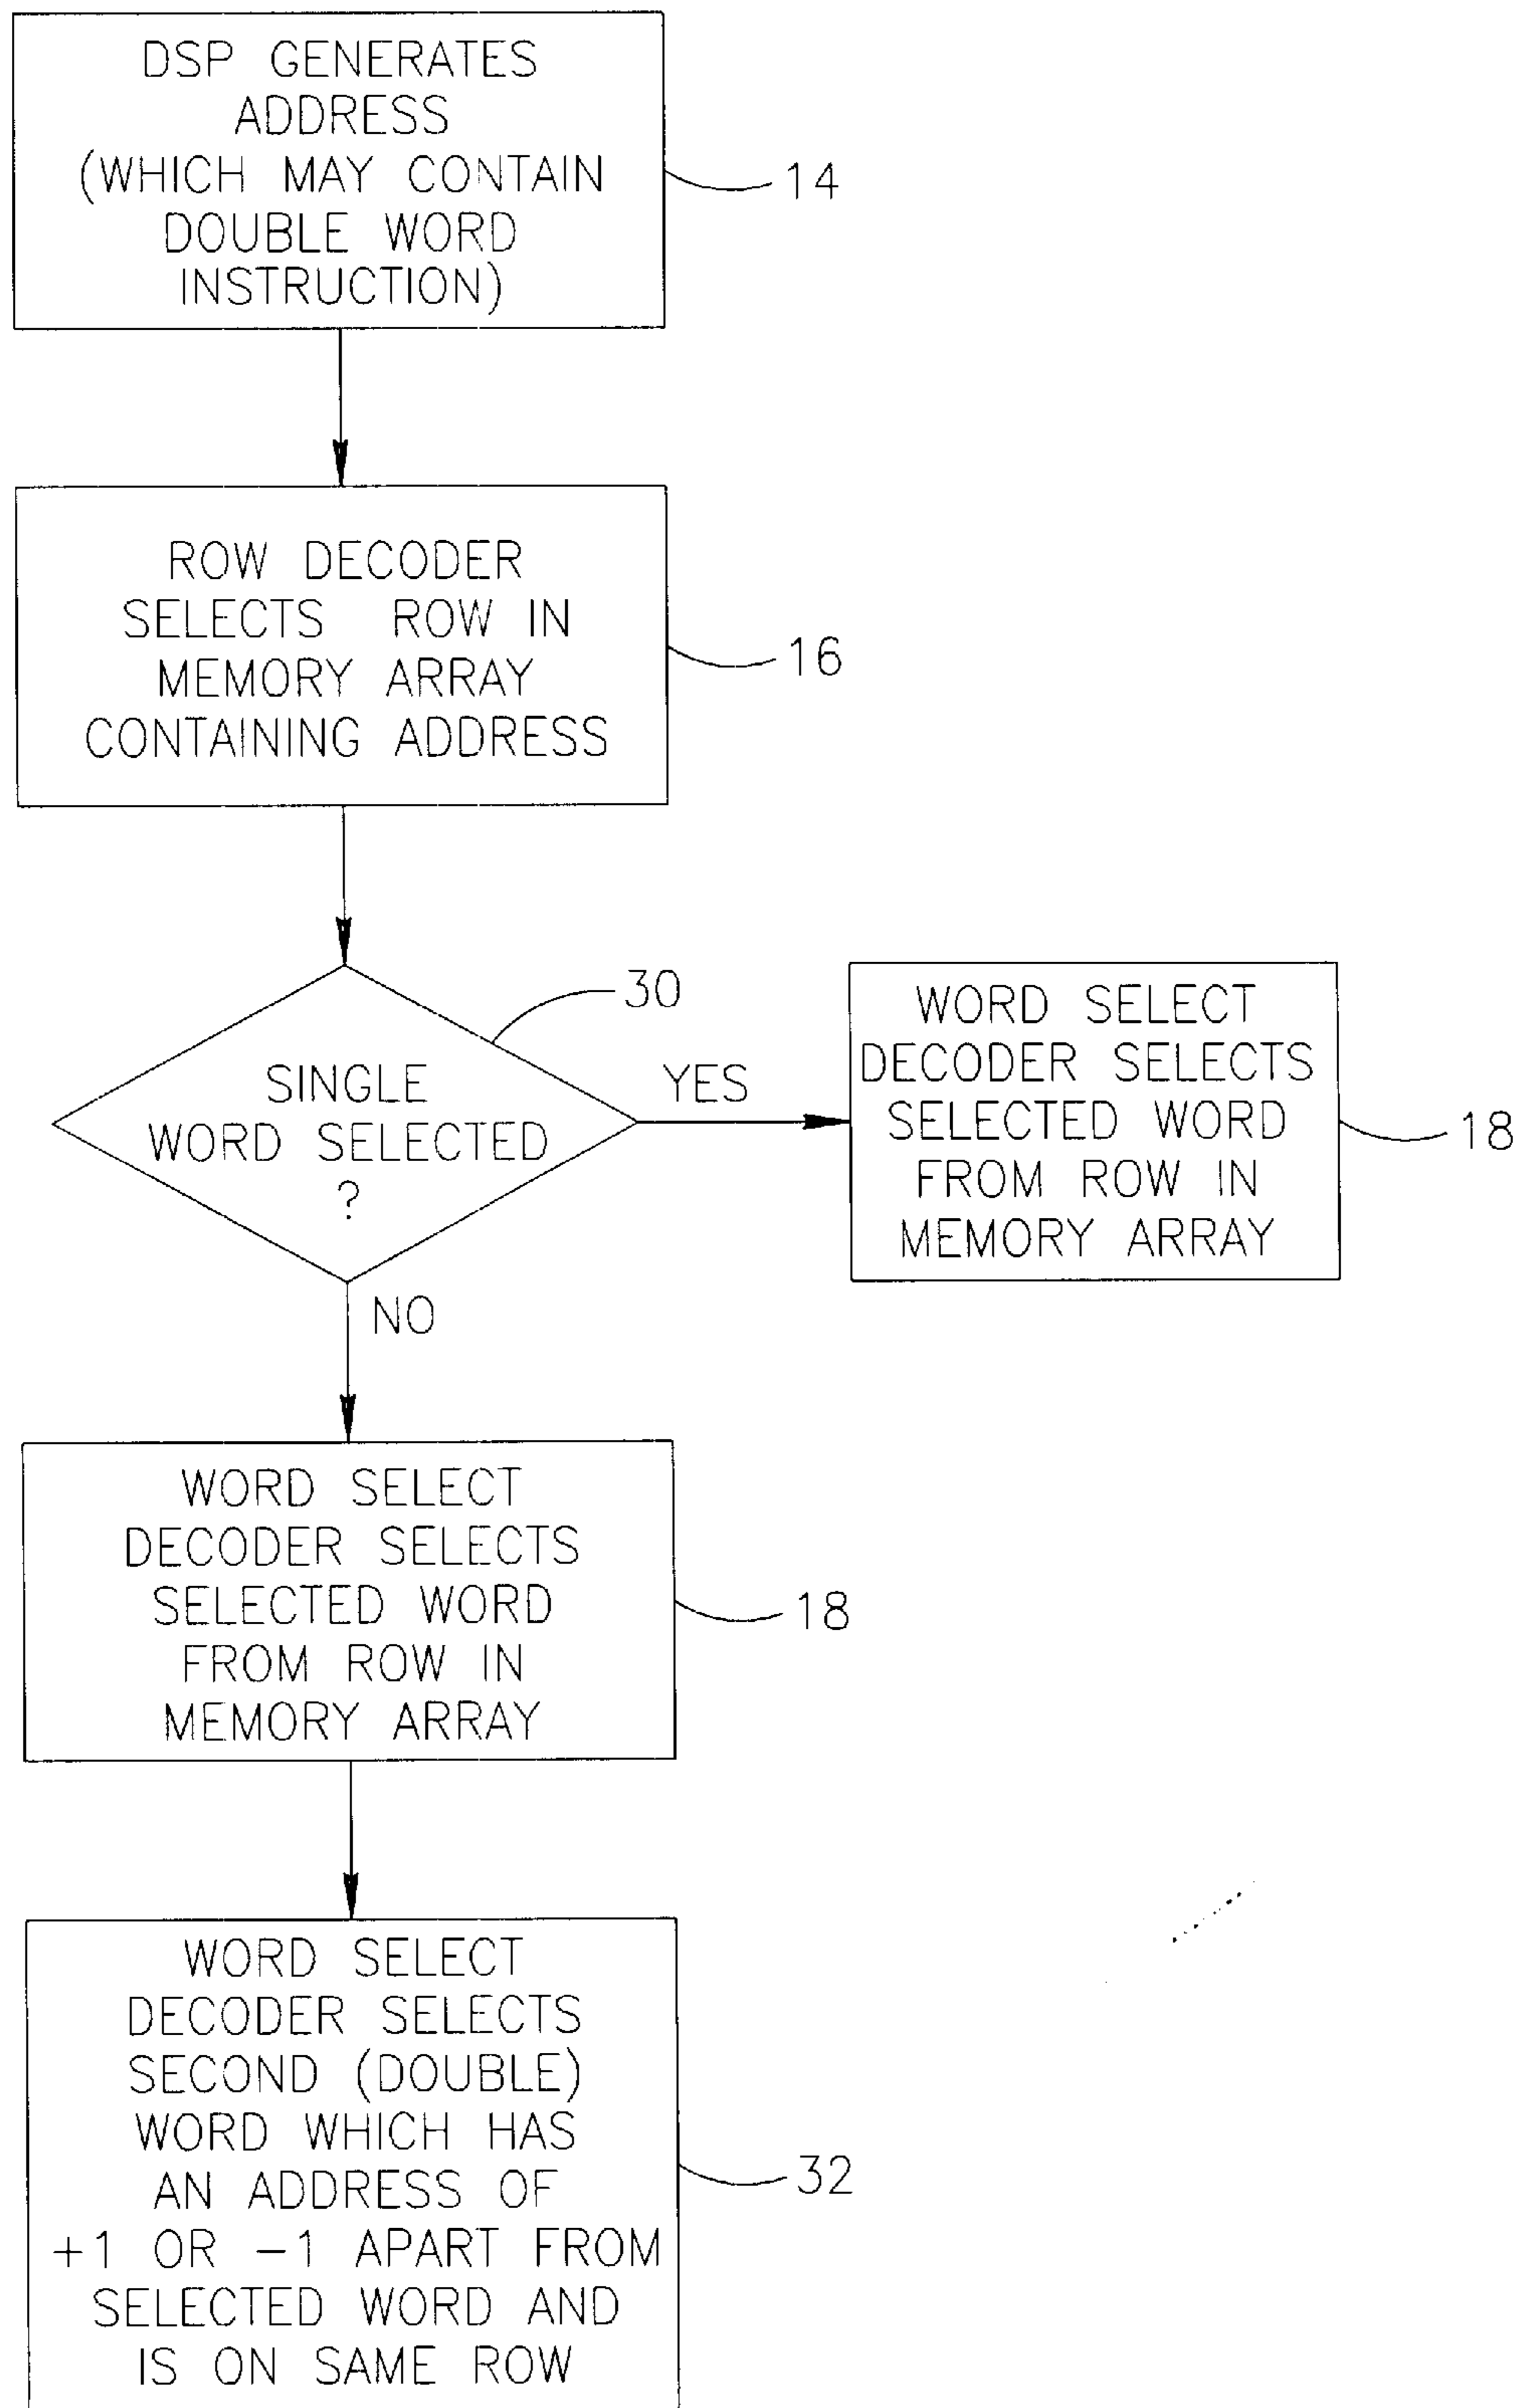 DSP GENERATES
ADDRESS
(WHICH MAY CONTAIN
DOUBLE WORD
INSTRUCTION)
14
ROW DECODER
SELECTS ROW IN
MEMORY ARRAY
CONTAINING ADDRESS
16
30
SINGLE
WORD SELECTED
?
YES
WORD SELECT
DECODER SELECTS
SELECTED WORD
FROM ROW IN
MEMORY ARRAY
18
NO
WORD SELECT
DECODER SELECTS
SELECTED WORD
FROM ROW IN
MEMORY ARRAY
18
WORD SELECT
DECODER SELECTS
SECOND (DOUBLE)
WORD WHICH HAS
AN ADDRESS OF
+1 OR −1 APART FROM
SELECTED WORD AND
IS ON SAME ROW
32